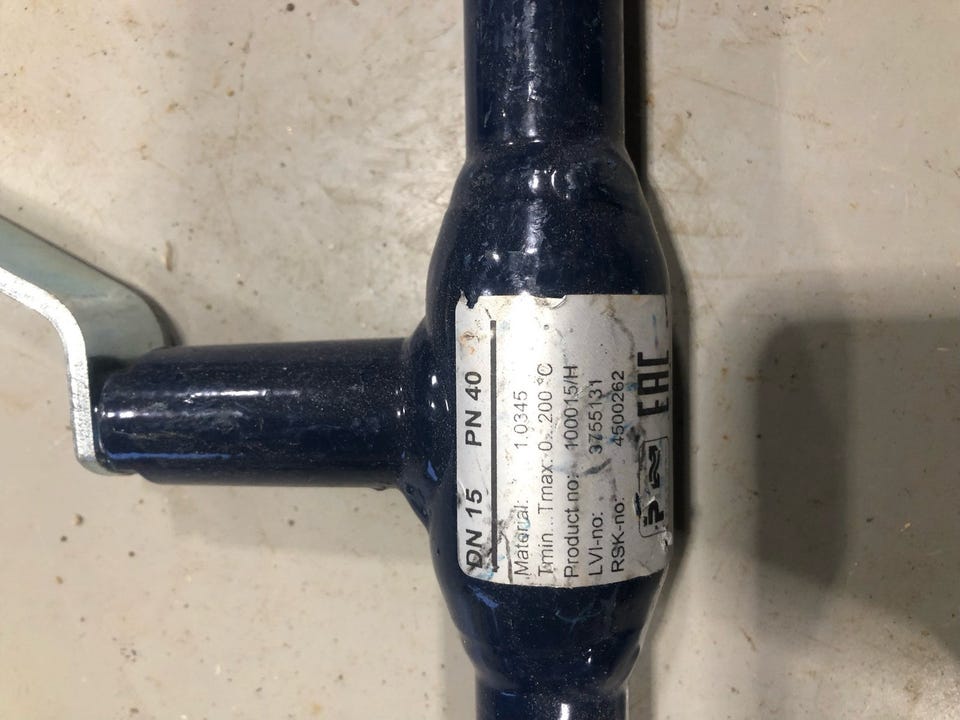 DN 15 PN 40
Material: 1.0345
Tmin...Tmax: 0...200 °C
Product no: 100015/H
LVI-no: 3755131
RSK-no: 4500262
EAC